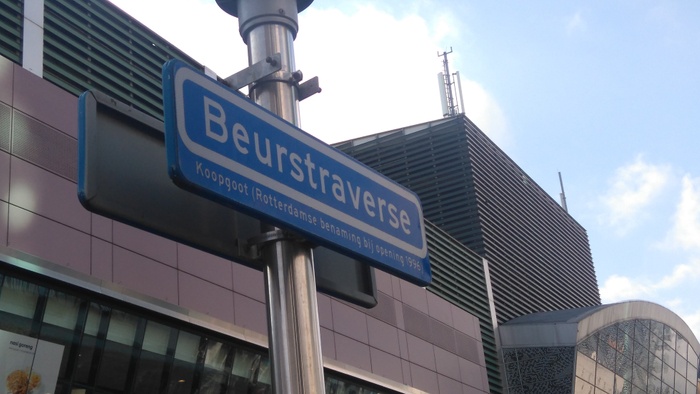 Beurstraverse
Koopgoot (Rotterdamse benaming bij opening 1996)